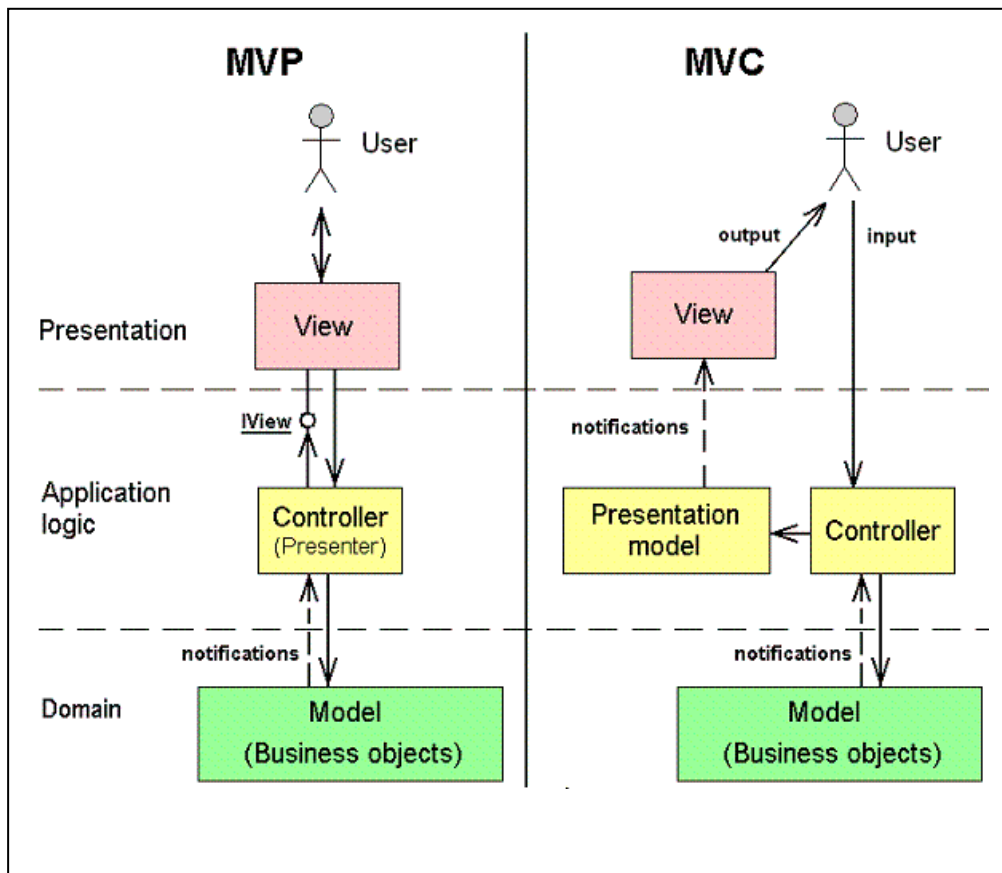 MVP
User
Presentation
View
IView
Application
logic
Controller
(Presenter)
notifications
Domain
Model
(Business objects)
MVC
User
output
input
View
notifications
Presentation
model
Controller
notifications
Model
(Business objects)